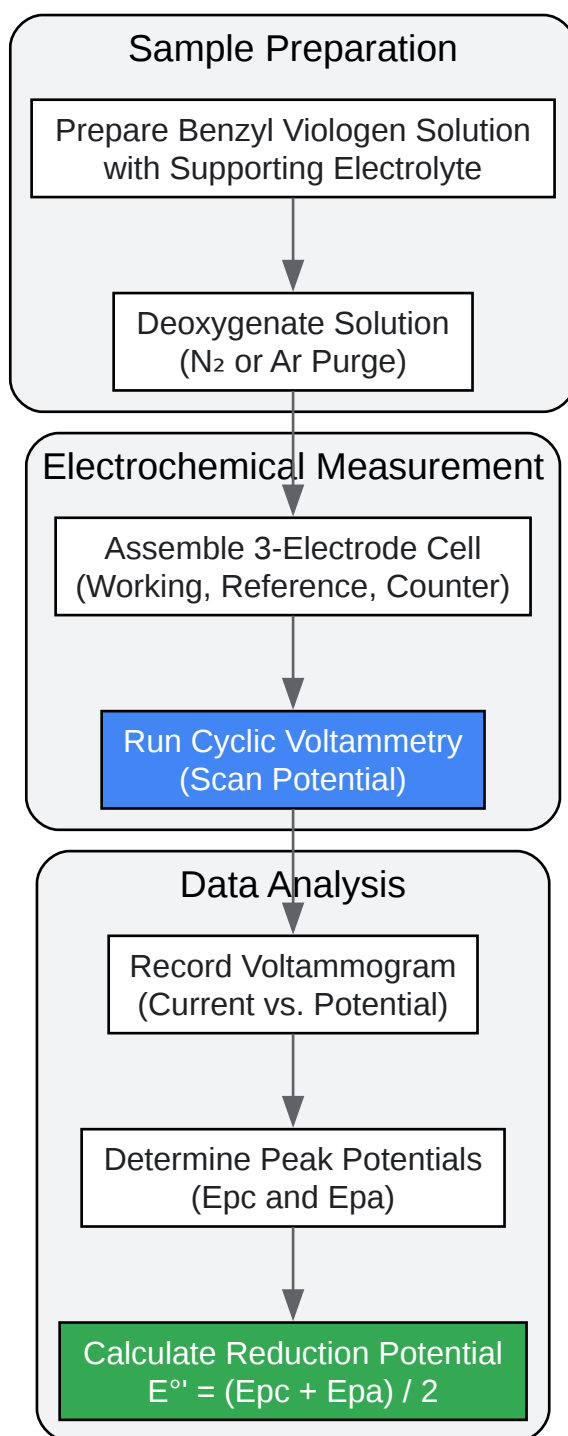 Sample Preparation
Prepare Benzyl Viologen Solution
with Supporting Electrolyte
Deoxygenate Solution
(N₂ or Ar Purge)
Electrochemical Measurement
Assemble 3-Electrode Cell
(Working, Reference, Counter)
Run Cyclic Voltammetry
(Scan Potential)
Data Analysis
Record Voltammogram
(Current vs. Potential)
Determine Peak Potentials
(Epc and Epa)
Calculate Reduction Potential
E°' = (Epc + Epa) / 2